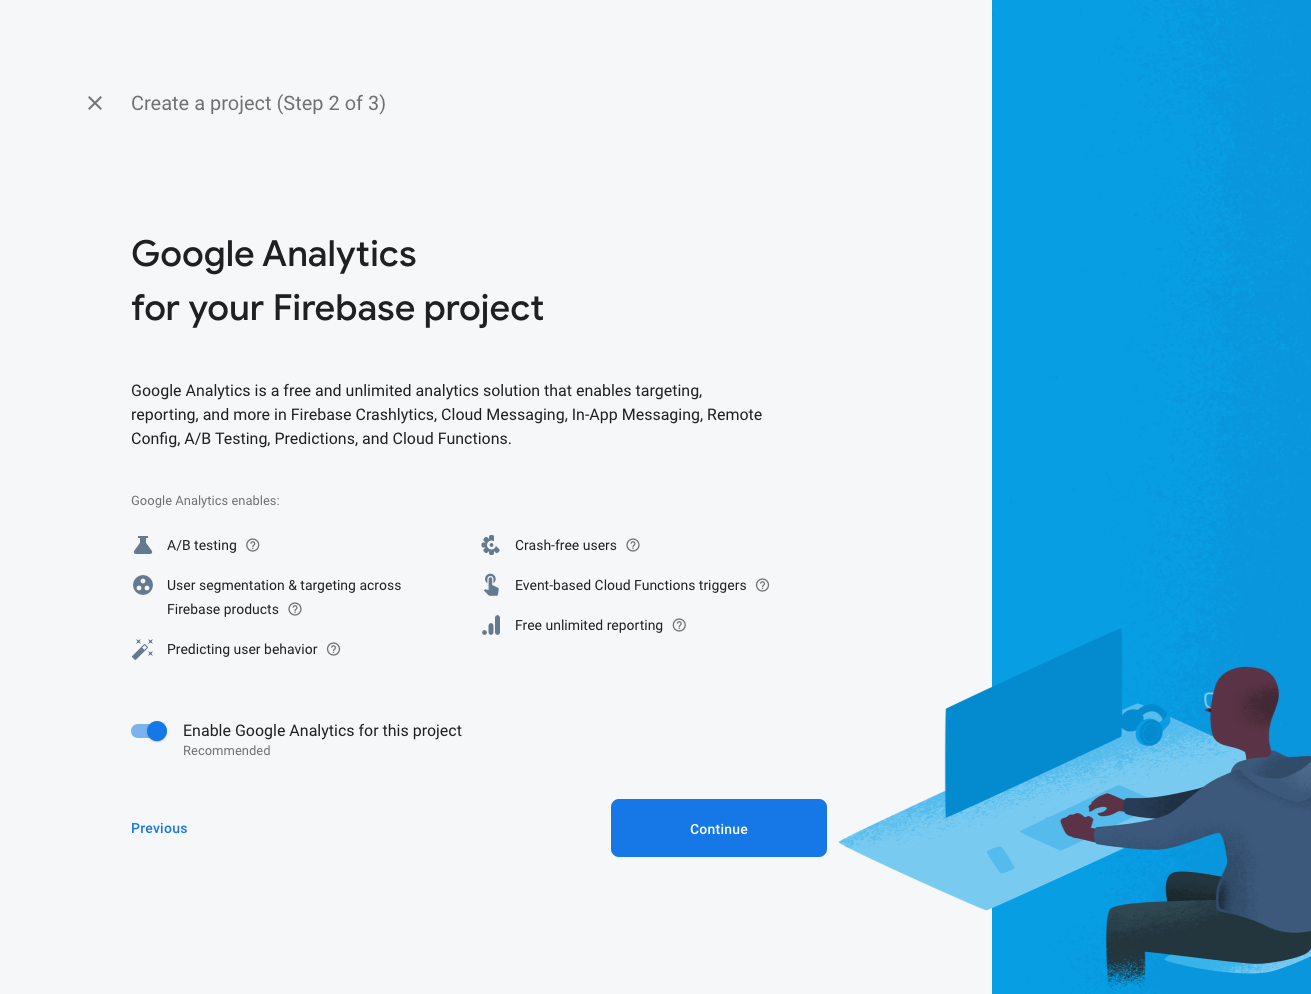 Create a project (Step 2 of 3)
Google Analytics
for your Firebase project
Google Analytics is a free and unlimited analytics solution that enables targeting,
reporting, and more in Firebase Crashlytics, Cloud Messaging, In-App Messaging, Remote
Config, A/B Testing, Predictions, and Cloud Functions.
Google Analytics enables:
A/B testing
User segmentation & targeting across
Firebase products
Predicting user behavior
Crash-free users
Event-based Cloud Functions triggers
Free unlimited reporting
Enable Google Analytics for this project
Recommended
Previous
Continue